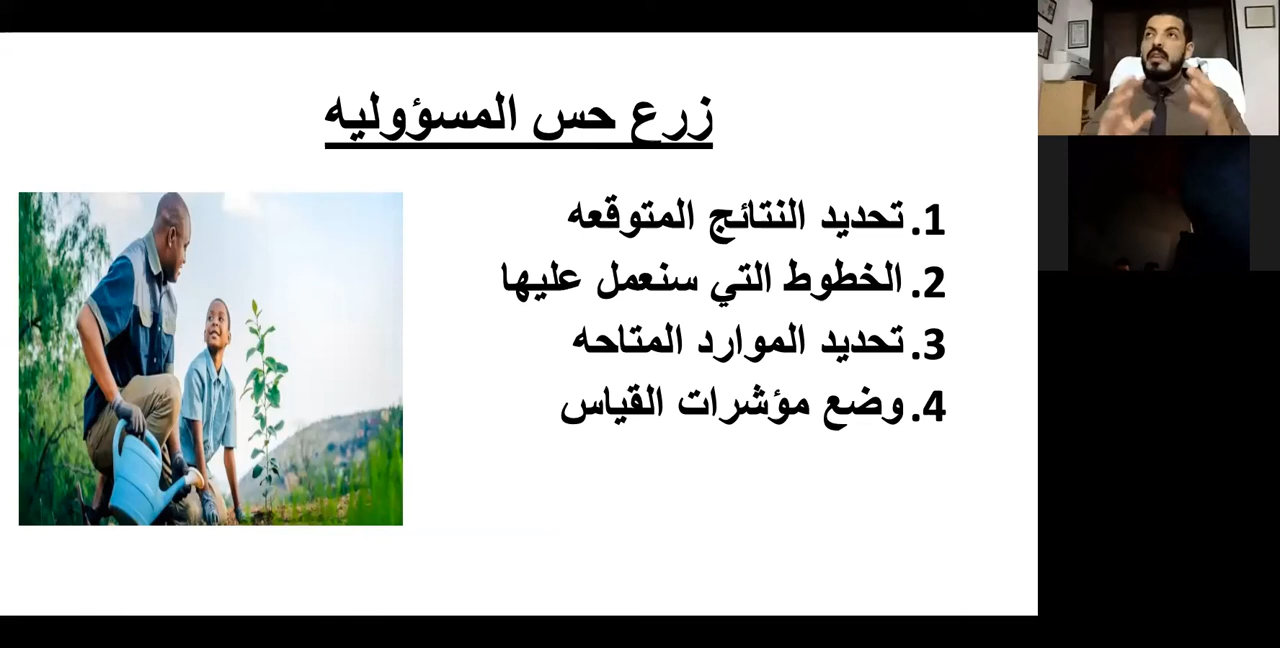 زرع حس المسؤوليه
1. تحديد النتائج المتوقعه
2. الخطوط التي سنعمل عليها
3. تحديد الموارد المتاحه
4. وضع مؤشرات القياس